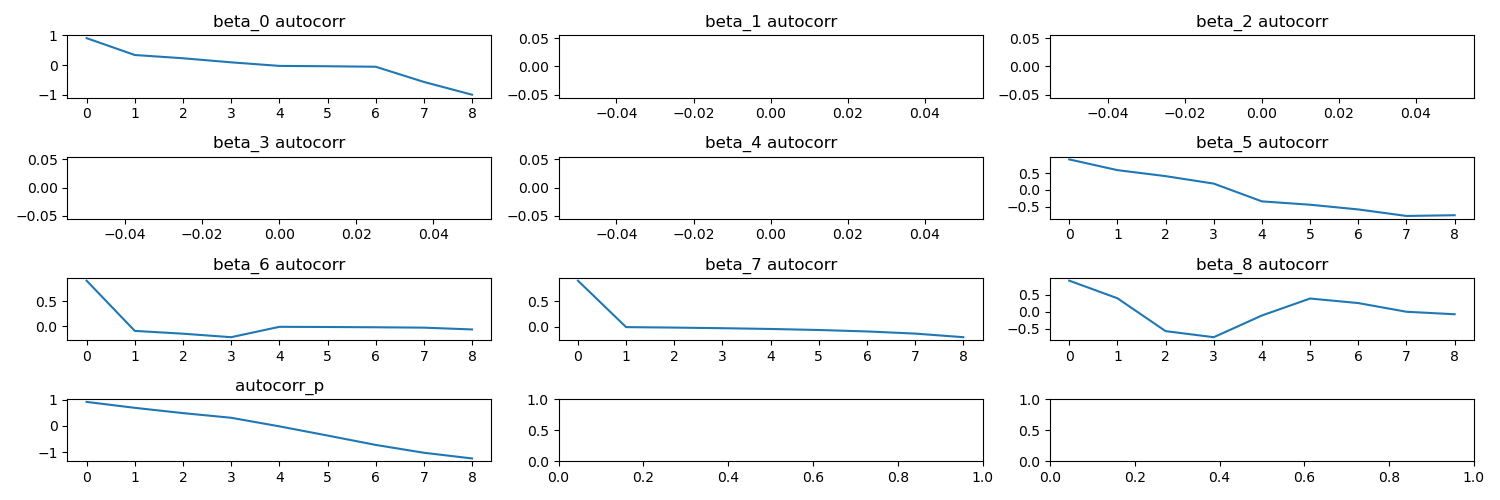 beta_0 autocorr beta_1 autocorr beta_2 autocorr
1 0.05 0.05
0 0.00 0.00
−1 −0.05 −0.05
0 1 2 3 4 5 6 7 8 −0.04 −0.02 0.00 0.02 0.04 −0.04 −0.02 0.00 0.02 0.04
beta_3 autocorr beta_4 autocorr beta_5 autocorr
0.05 0.05 0.5
0.00 0.00 0.0
−0.05 −0.05 −0.5
−0.04 −0.02 0.00 0.02 0.04 −0.04 −0.02 0.00 0.02 0.04 0 1 2 3 4 5 6 7 8
beta_6 autocorr beta_7 autocorr beta_8 autocorr
0.5 0.5 0.5
0.0 0.0 0.0
−0.5
0 1 2 3 4 5 6 7 8 0 1 2 3 4 5 6 7 8 0 1 2 3 4 5 6 7 8
autocorr_p
1 1.0 1.0
0 0.5 0.5
−1 0.0 0.0
0 1 2 3 4 5 6 7 8 0.0 0.2 0.4 0.6 0.8 1.0 0.0 0.2 0.4 0.6 0.8 1.0